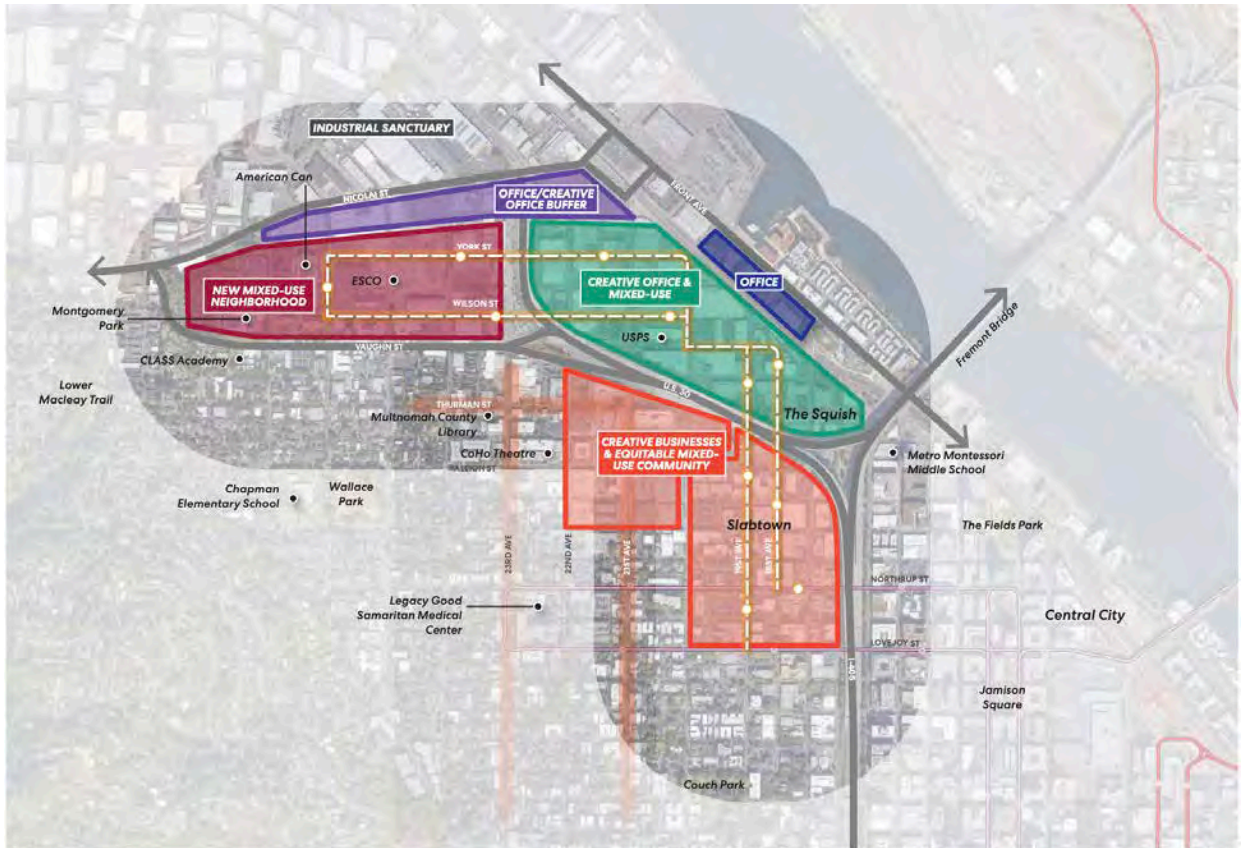 INDUSTRIAL SANCTUARY
American Can
NICOLAI ST
OFFICE/CREATIVE
OFFICE BUFFER
FRONT AVE
YORK ST
ESCO
NEW MIXED-USE
NEIGHBORHOOD
WILSON ST
CREATIVE OFFICE &
MIXED-USE
OFFICE
Montgomery
Park
VAUGHN ST
USPS
Fremont Bridge
CLASS Academy
U.S. 30
Lower
Macleay Trail
THURMAN ST
Multnomah County
Library
The Squish
CREATIVE BUSINESSES
& EQUITABLE MIXED-
USE COMMUNITY
CoHo Theatre
RALEIGH ST
Metro Montessori
Middle School
Chapman
Elementary School
Wallace
Park
Slabtown
The Fields Park
23RD AVE
22ND AVE
21ST AVE
18ST AVE
NORTHRUP ST
Legacy Good
Samaritan Medical
Center
Central City
LOVEJOY ST
I-405
Jamison
Square
Couch Park